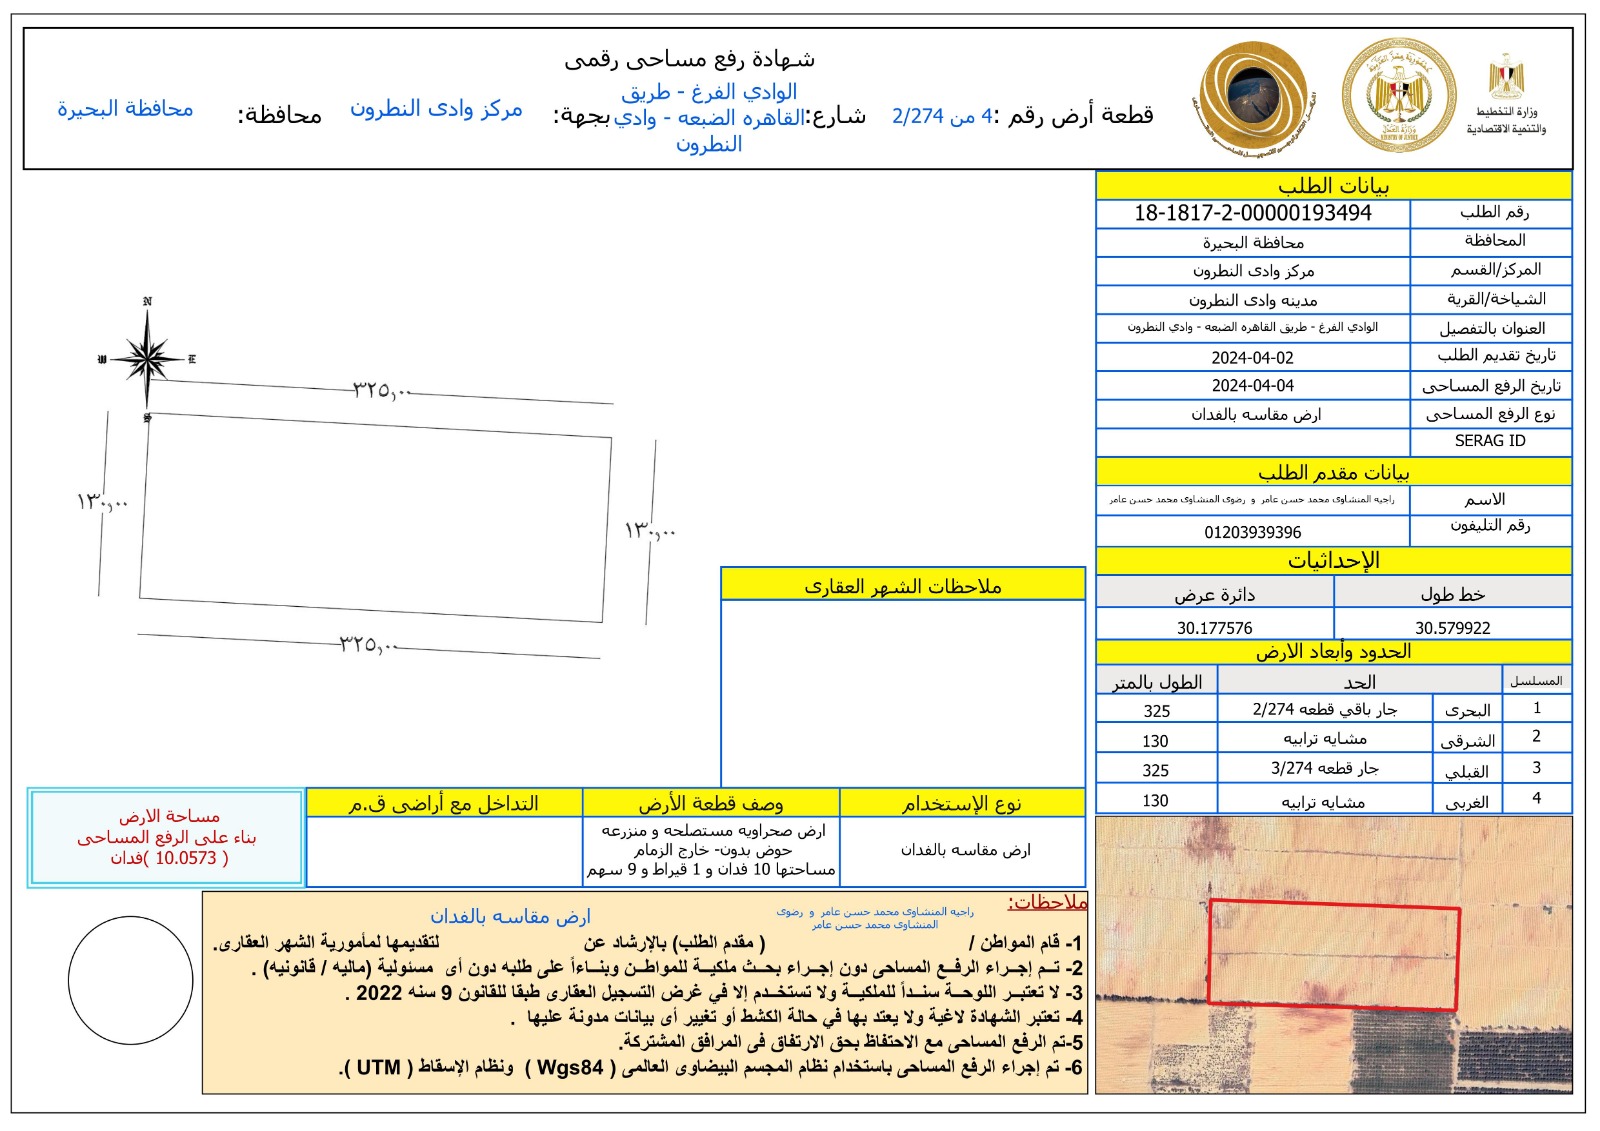 شهادة رفع مساحى رقمى
قطعة أرض رقم :4 من 2/274 شارع:الوادي الفرغ - طريق القاهره الضبعه - وادي النطرون بجهة: مركز وادى النطرون محافظة: محافظة البحيرة
وزارة التخطيط
والتنمية الاقتصادية
بيانات الطلب
رقم الطلب 18-1817-2-00000193494
المحافظة محافظة البحيرة
المركز/القسم مركز وادى النطرون
الشياخة/القرية مدينه وادى النطرون
العنوان بالتفصيل الوادي الفرغ - طريق القاهره الضبعه - وادي النطرون
تاريخ تقديم الطلب 2024-04-02
تاريخ الرفع المساحى 2024-04-04
نوع الرفع المساحى ارض مقاسه بالفدان
SERAG ID
بيانات مقدم الطلب
الاسم راجيه المنشاوى محمد حسن عامر و رضوى المنشاوى محمد حسن عامر
رقم التليفون 01203939396
الإحداثيات
خط طول دائرة عرض
30.579922 30.177576
الحدود وأبعاد الارض
المسلسل الحد الطول بالمتر
1 البحرى جار باقي قطعه 2/274 325
2 الشرقى مشايه ترابيه 130
3 القبلي جار قطعه 3/274 325
4 الغربى مشايه ترابيه 130
N
E
S
٣٢٥,٠٠
١٣٠,٠٠
١٣٠,٠٠
٣٢٥,٠٠
ملاحظات الشهر العقارى
نوع الإستخدام وصف قطعة الأرض التداخل مع أراضى ق.م
ارض مقاسه بالفدان
ارض صحراويه مستصلحه و منزرعه
حوض بدون- خارج الزمام
مساحتها 10 فدان و 1 قيراط و 9 سهم
مساحة الارض
بناء على الرفع المساحى
( 10.0573 )فدان
ملاحظات:
1- قام المواطن / راجيه المنشاوى محمد حسن عامر و رضوى المنشاوى محمد حسن عامر ( مقدم الطلب) بالإرشاد عن ارض مقاسه بالفدان لتقديمها لمأمورية الشهر العقارى.
2- تـم إجراء الرفـع المساحى دون إجراء بحث ملكيـة للمواطـن وبنـاءاً على طلبه دون أى مسئولية (ماليه / قانونيه) .
3- لا تعتبـر اللوحـة سنـداً للملكيـة ولا تستخـدم إلا في غرض التسجيل العقارى طبقا للقانون 9 سنه 2022 .
4- تعتبر الشهادة لاغية ولا يعتد بها في حالة الكشط أو تغيير أى بيانات مدونة عليها .
5-تم الرفع المساحى مع الاحتفاظ بحق الارتفاق فى المرافق المشتركة.
6- تم إجراء الرفع المساحى باستخدام نظام المجسم البيضاوى العالمى ( Wgs84 ) ونظام الإسقاط ( UTM ).